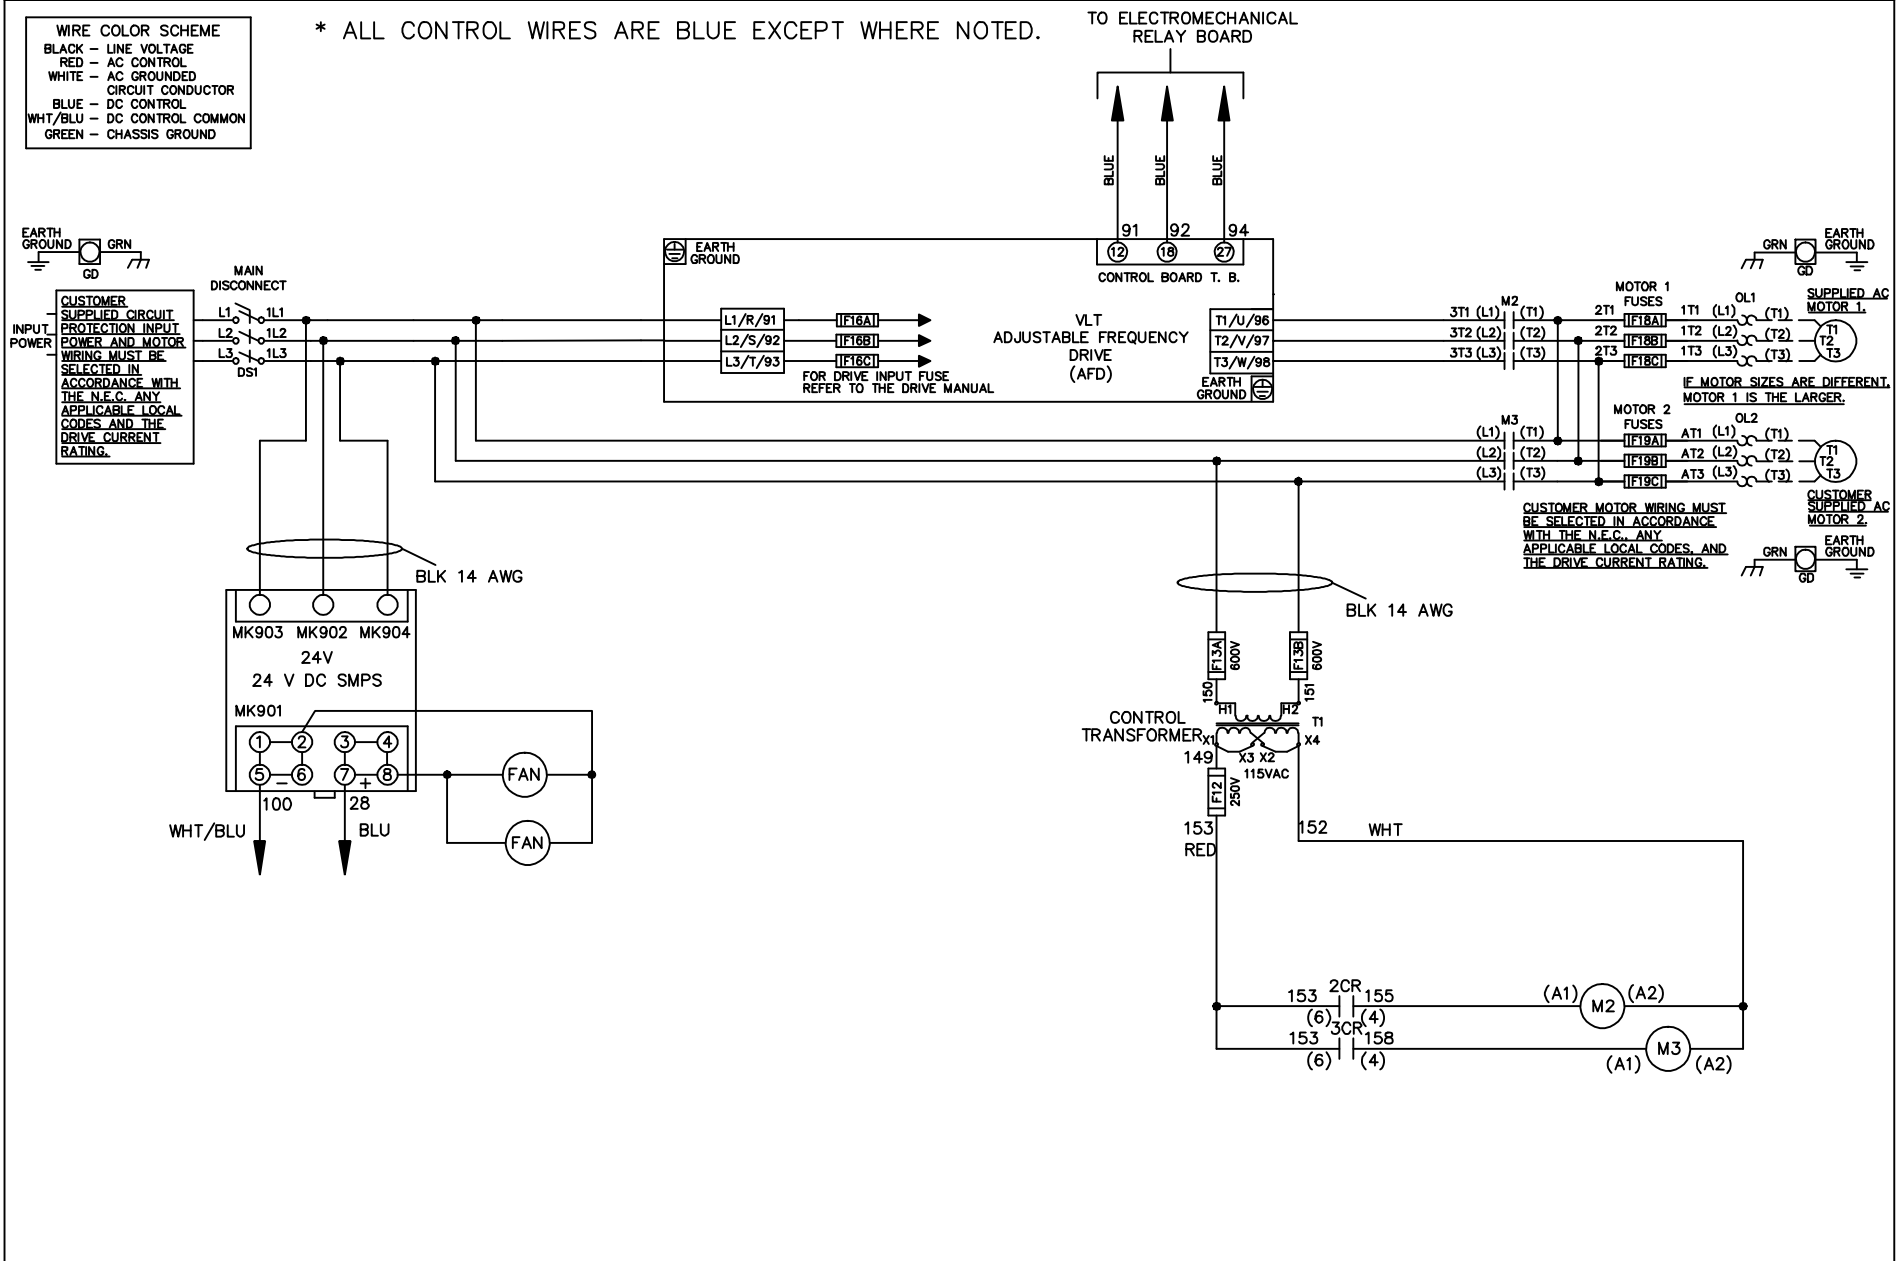 WIRE COLOR SCHEME
BLACK – LINE VOLTAGE
RED – AC CONTROL
WHITE – AC GROUNDED
CIRCUIT CONDUCTOR
BLUE – DC CONTROL
WHT/BLU – DC CONTROL COMMON
GREEN – CHASSIS GROUND
* ALL CONTROL WIRES ARE BLUE EXCEPT WHERE NOTED.
TO ELECTROMECHANICAL
RELAY BOARD
BLUE
BLUE
BLUE
91 92 94
12 18 27
CONTROL BOARD T. B.
EARTH
GROUND
GRN
GD
MAIN
DISCONNECT
INPUT
POWER
CUSTOMER
SUPPLIED CIRCUIT
PROTECTION INPUT
POWER AND MOTOR
WIRING MUST BE
SELECTED IN
ACCORDANCE WITH
THE N.E.C. ANY
APPLICABLE LOCAL
CODES AND THE
DRIVE CURRENT
RATING.
L1 1L1
L2 1L2
L3 1L3
DS1
EARTH
GROUND
L1/R/91 F16A
L2/S/92 F16B
L3/T/93 F16C
FOR DRIVE INPUT FUSE
REFER TO THE DRIVE MANUAL
VLT
ADJUSTABLE FREQUENCY
DRIVE
(AFD)
T1/U/96
T2/V/97
T3/W/98
EARTH
GROUND
M2
3T1 (L1) (T1) 2T1
3T2 (L2) (T2) 2T2
3T3 (L3) (T3) 2T3
MOTOR 1
FUSES
F18A
F18B
F18C
OL1
1T1 (L1) (T1)
1T2 (L2) (T2)
1T3 (L3) (T3)
GRN
GD
EARTH
GROUND
SUPPLIED AC
MOTOR 1.
T1
T2
T3
IF MOTOR SIZES ARE DIFFERENT,
MOTOR 1 IS THE LARGER.
M3
(L1) (T1)
(L2) (T2)
(L3) (T3)
MOTOR 2
FUSES
F19A
F19B
F19C
OL2
AT1 (L1) (T1)
AT2 (L2) (T2)
AT3 (L3) (T3)
T1
T2
T3
CUSTOMER
SUPPLIED AC
MOTOR 2.
CUSTOMER MOTOR WIRING MUST
BE SELECTED IN ACCORDANCE
WITH THE N.E.C., ANY
APPLICABLE LOCAL CODES, AND
THE DRIVE CURRENT RATING.
GRN
GD
EARTH
GROUND
BLK 14 AWG
MK903 MK902 MK904
24V
24 V DC SMPS
MK901
1 2 3 4
5 – 6 7 + 8
100 28
WHT/BLU
BLU
FAN
FAN
BLK 14 AWG
F13A
600V
F13B
600V
150
151
H1 H2
T1
CONTROL
TRANSFORMER
X1 X3 X2 X4
115VAC
149
F12
250V
153
RED
152 WHT
153 2CR 155
(6) (4)
(A1) M2 (A2)
153 3CR 158
(6) (4)
(A1) M3 (A2)